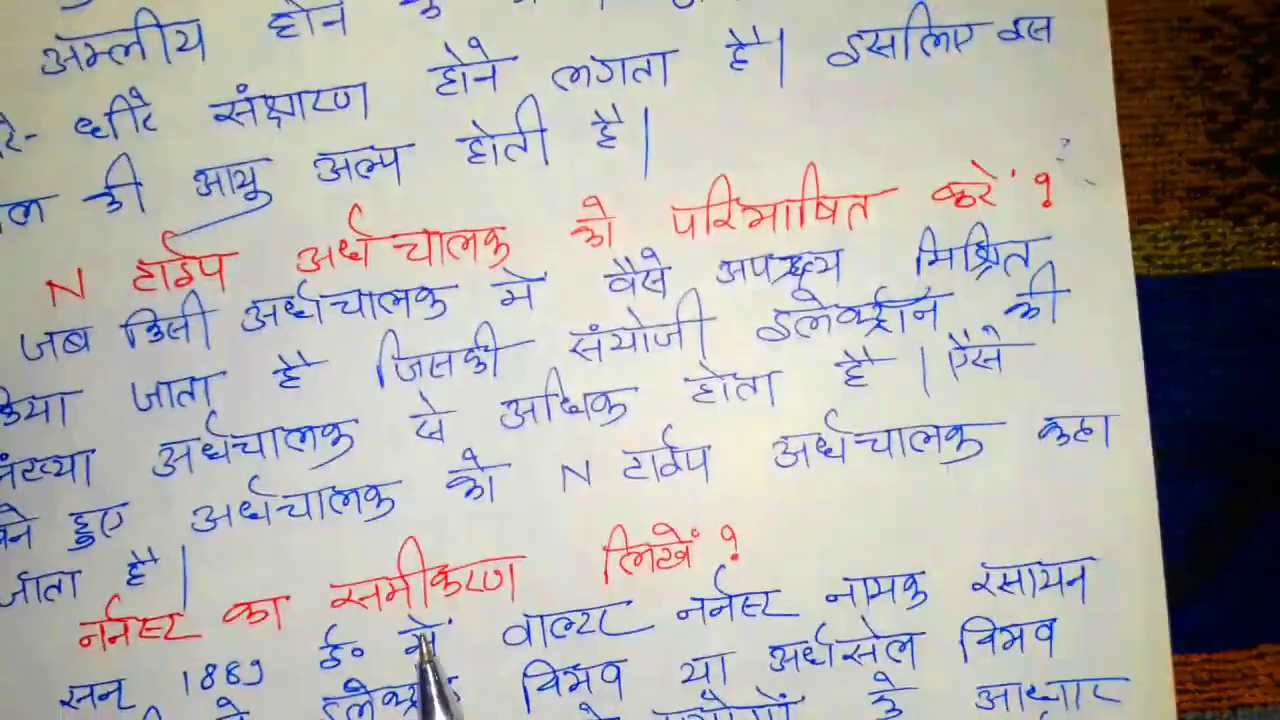 अम्लीय होने
धीरे संक्षारण होने लगता है। इसलिए इस
की आयु अल्प होती है।
N टाईप अर्धचालक को परिभाषित करें ?
जब किसी अर्धचालक में वैसे अपद्रव्य मिश्रित
किया जाता है जिसकी संयोजी इलेक्ट्रॉन की
संख्या अर्धचालक से अधिक होता है। ऐसे
बने हुए अर्धचालक को N टाईप अर्धचालक कहा
जाता है।
नर्नस्ट का समीकरण लिखें ?
सन् 1889 ई० में वाल्टर नर्नस्ट नामक रसायन
विभव या अर्धसेल विभव
के आधार